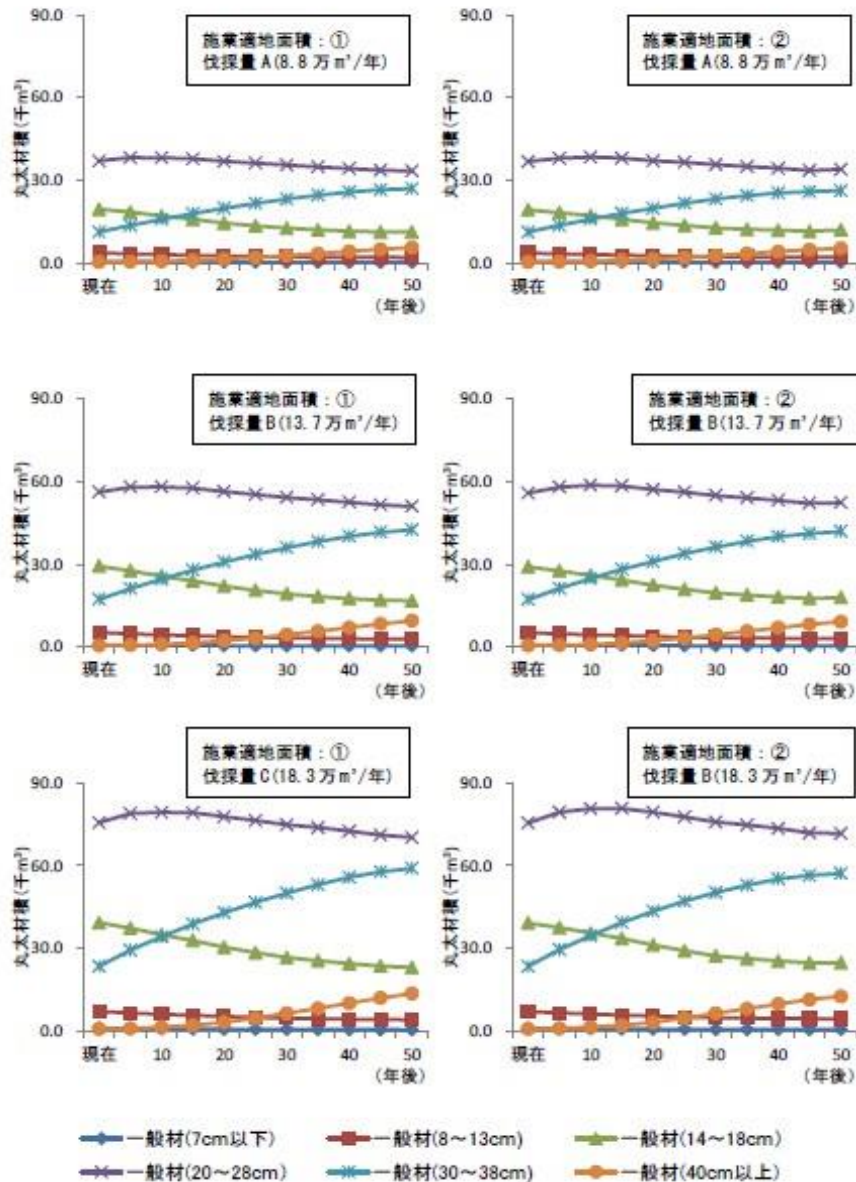 施業適地面積：①
伐採量 A(8.8 万㎥/年)
丸太材積(千㎥)
90.0
60.0
30.0
0.0
現在 10 20 30 40 50
(年後)
施業適地面積：②
伐採量 A(8.8 万㎥/年)
丸太材積(千㎥)
90.0
60.0
30.0
0.0
現在 10 20 30 40 50
(年後)
施業適地面積：①
伐採量 B(13.7 万㎥/年)
丸太材積(千㎥)
90.0
60.0
30.0
0.0
現在 10 20 30 40 50
(年後)
施業適地面積：②
伐採量 B(13.7 万㎥/年)
丸太材積(千㎥)
90.0
60.0
30.0
0.0
現在 10 20 30 40 50
(年後)
施業適地面積：①
伐採量 C(18.3 万㎥/年)
丸太材積(千㎥)
90.0
60.0
30.0
0.0
現在 10 20 30 40 50
(年後)
施業適地面積：②
伐採量 B(18.3 万㎥/年)
丸太材積(千㎥)
90.0
60.0
30.0
0.0
現在 10 20 30 40 50
(年後)
一般材(7cm以下) 一般材(8～13cm) 一般材(14～18cm)
一般材(20～28cm) 一般材(30～38cm) 一般材(40cm以上)